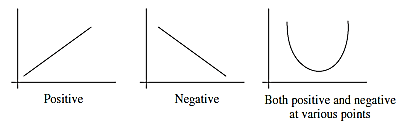 Positive
Negative
Both positive and negative
at various points